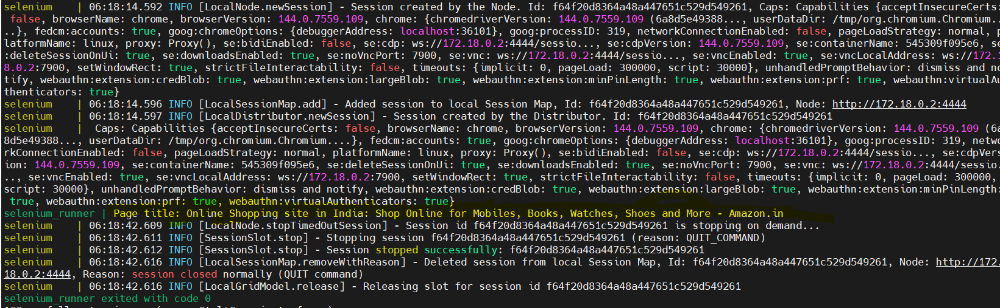 selenium    | 06:18:14.592 INFO [LocalNode.newSession] - Session created by the Node. Id: f64f20d8364a48a447651c529d549261, Caps: Capabilities {acceptInsecureCerts:
false, browserName: chrome, browserVersion: 144.0.7559.109, chrome: {chromedriverVersion: 144.0.7559.109 (6a8d5e49388..., userDataDir: /tmp/org.chromium.Chromium..
..}, fedcm:accounts: true, goog:chromeOptions: {debuggerAddress: localhost:36101}, goog:processID: 319, networkConnectionEnabled: false, pageLoadStrategy: normal, p
latformName: linux, proxy: Proxy(), se:bidiEnabled: false, se:cdp: ws://172.18.0.2:4444/sessio..., se:cdpVersion: 144.0.7559.109, se:containerName: 545309f095e6, se
:deleteSessionOnUi: true, se:downloadsEnabled: true, se:noVncPort: 7900, se:vnc: ws://172.18.0.2:4444/sessio..., se:vncEnabled: true, se:vncLocalAddress: ws://172.1
8.0.2:7900, setWindowRect: true, strictFileInteractability: false, timeouts: {implicit: 0, pageLoad: 300000, script: 30000}, unhandledPromptBehavior: dismiss and no
tify, webauthn:extension:credBlob: true, webauthn:extension:largeBlob: true, webauthn:extension:minPinLength: true, webauthn:extension:prf: true, webauthn:virtualAu
thenticators: true}
selenium    | 06:18:14.596 INFO [LocalSessionMap.add] - Added session to local Session Map, Id: f64f20d8364a48a447651c529d549261, Node: http://172.18.0.2:4444
selenium    | 06:18:14.597 INFO [LocalDistributor.newSession] - Session created by the Distributor. Id: f64f20d8364a48a447651c529d549261
selenium    |  Caps: Capabilities {acceptInsecureCerts: false, browserName: chrome, browserVersion: 144.0.7559.109, chrome: {chromedriverVersion: 144.0.7559.109 (6a
8d5e49388..., userDataDir: /tmp/org.chromium.Chromium....}, fedcm:accounts: true, goog:chromeOptions: {debuggerAddress: localhost:36101}, goog:processID: 319, netwo
rkConnectionEnabled: false, pageLoadStrategy: normal, platformName: linux, proxy: Proxy(), se:bidiEnabled: false, se:cdp: ws://172.18.0.2:4444/sessio..., se:cdpVers
ion: 144.0.7559.109, se:containerName: 545309f095e6, se:deleteSessionOnUi: true, se:downloadsEnabled: true, se:noVncPort: 7900, se:vnc: ws://172.18.0.2:4444/sessio.
.., se:vncEnabled: true, se:vncLocalAddress: ws://172.18.0.2:7900, setWindowRect: true, strictFileInteractability: false, timeouts: {implicit: 0, pageLoad: 300000,
script: 30000}, unhandledPromptBehavior: dismiss and notify, webauthn:extension:credBlob: true, webauthn:extension:largeBlob: true, webauthn:extension:minPinLength:
true, webauthn:extension:prf: true, webauthn:virtualAuthenticators: true}
selenium_runner | Page title: Online Shopping site in India: Shop Online for Mobiles, Books, Watches, Shoes and More - Amazon.in
selenium    | 06:18:42.609 INFO [LocalNode.stopTimedOutSession] - Session id f64f20d8364a48a447651c529d549261 is stopping on demand...
selenium    | 06:18:42.611 INFO [SessionSlot.stop] - Stopping session f64f20d8364a48a447651c529d549261 (reason: QUIT_COMMAND)
selenium    | 06:18:42.612 INFO [SessionSlot.stop] - Session stopped successfully: f64f20d8364a48a447651c529d549261
selenium    | 06:18:42.616 INFO [LocalSessionMap.removeWithReason] - Deleted session from local Session Map, Id: f64f20d8364a48a447651c529d549261, Node: http://172.
18.0.2:4444, Reason: session closed normally (QUIT command)
selenium    | 06:18:42.616 INFO [LocalGridModel.release] - Releasing slot for session id f64f20d8364a48a447651c529d549261
selenium_runner exited with code 0